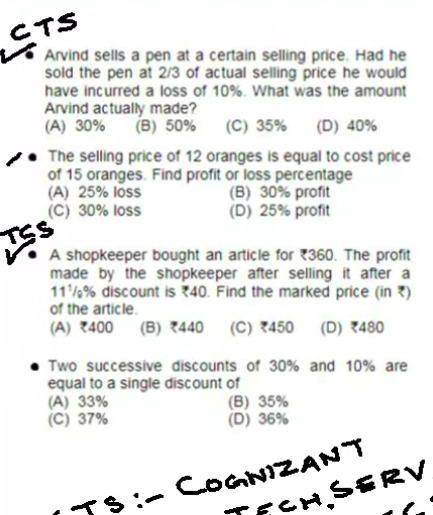 CTS
• Arvind sells a pen at a certain selling price. Had he
sold the pen at 2/3 of actual selling price he would
have incurred a loss of 10%. What was the amount
Arvind actually made?
(A) 30% (B) 50% (C) 35% (D) 40%
• The selling price of 12 oranges is equal to cost price
of 15 oranges. Find profit or loss percentage
(A) 25% loss (B) 30% profit
(C) 30% loss (D) 25% profit
TCS
• A shopkeeper bought an article for ₹360. The profit
made by the shopkeeper after selling it after a
11¹/₉% discount is ₹40. Find the marked price (in ₹)
of the article.
(A) ₹400 (B) ₹440 (C) ₹450 (D) ₹480
• Two successive discounts of 30% and 10% are
equal to a single discount of
(A) 33% (B) 35%
(C) 37% (D) 36%
TS:- COGNIZANT
TECH. SERV